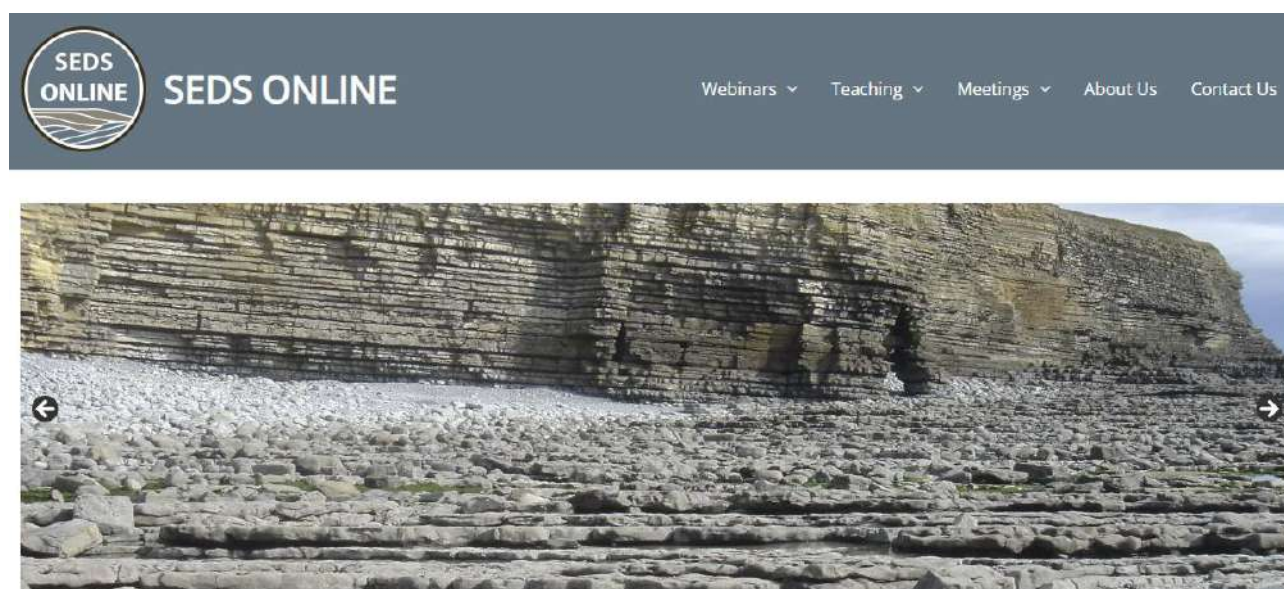 SEDS
ONLINE
SEDS ONLINE
Webinars
Teaching
Meetings
About Us
Contact Us